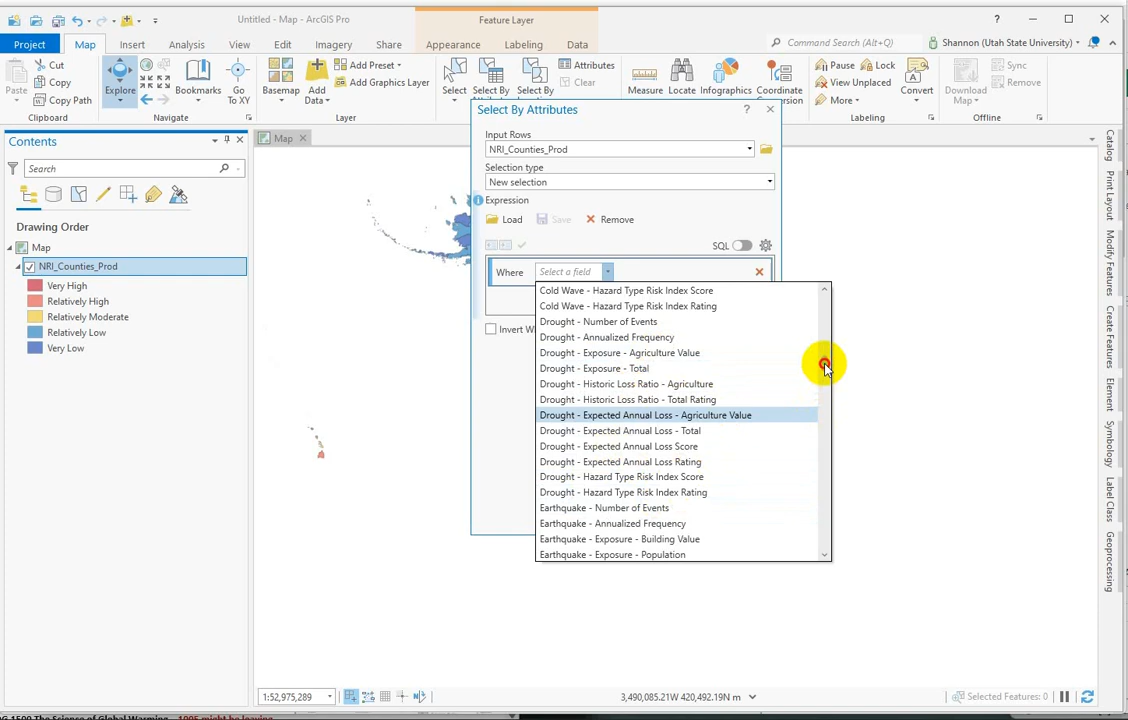 Untitled - Map - ArcGIS Pro
Feature Layer
?
Project
Map
Insert
Analysis
View
Edit
Imagery
Share
Appearance
Labeling
Data
Command Search (Alt+Q)
Shannon (Utah State University)
Paste
Cut
Copy
Copy Path
Clipboard
Explore
Bookmarks
Go
To XY
Navigate
Basemap
Add
Data
Add Preset
Add Graphics Layer
Layer
Select
Select By
Select By
Attributes
Clear
Measure
Locate
Infographics
Coordinate
Pause
Lock
View Unplaced
More
Convert
Labeling
Download
Map
Sync
Remove
Offline
Contents
Search
Drawing Order
Map
NRI_Counties_Prod
Very High
Relatively High
Relatively Moderate
Relatively Low
Very Low
Map
Select By Attributes
?
Input Rows
NRI_Counties_Prod
Selection type
New selection
Expression
Load
Save
Remove
SQL
Where
Select a field
Invert W
Cold Wave - Hazard Type Risk Index Score
Cold Wave - Hazard Type Risk Index Rating
Drought - Number of Events
Drought - Annualized Frequency
Drought - Exposure - Agriculture Value
Drought - Exposure - Total
Drought - Historic Loss Ratio - Agriculture
Drought - Historic Loss Ratio - Total Rating
Drought - Expected Annual Loss - Agriculture Value
Drought - Expected Annual Loss - Total
Drought - Expected Annual Loss Score
Drought - Expected Annual Loss Rating
Drought - Hazard Type Risk Index Score
Drought - Hazard Type Risk Index Rating
Earthquake - Number of Events
Earthquake - Annualized Frequency
Earthquake - Exposure - Building Value
Earthquake - Exposure - Population
Catalog
Print Layout
Modify Features
Create Features
Element
Symbology
Label Class
Geoprocessing
1:52,975,289
3,490,085.21W 420,492.19N m
Selected Features: 0
1500 The Science of Global Warming